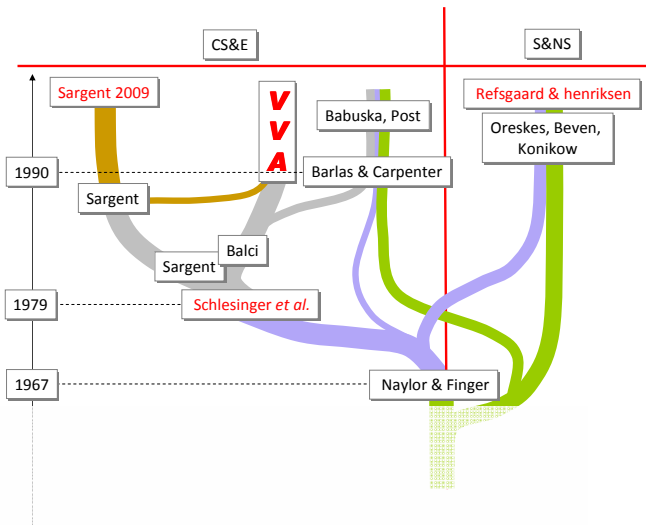 CS&E
S&NS
Sargent 2009
V
V
A
Babuska, Post
Refsgaard & henriksen
Oreskes, Beven,
Konikow
1990
Barlas & Carpenter
Sargent
Balci
Sargent
1979
Schlesinger et al.
1967
Naylor & Finger